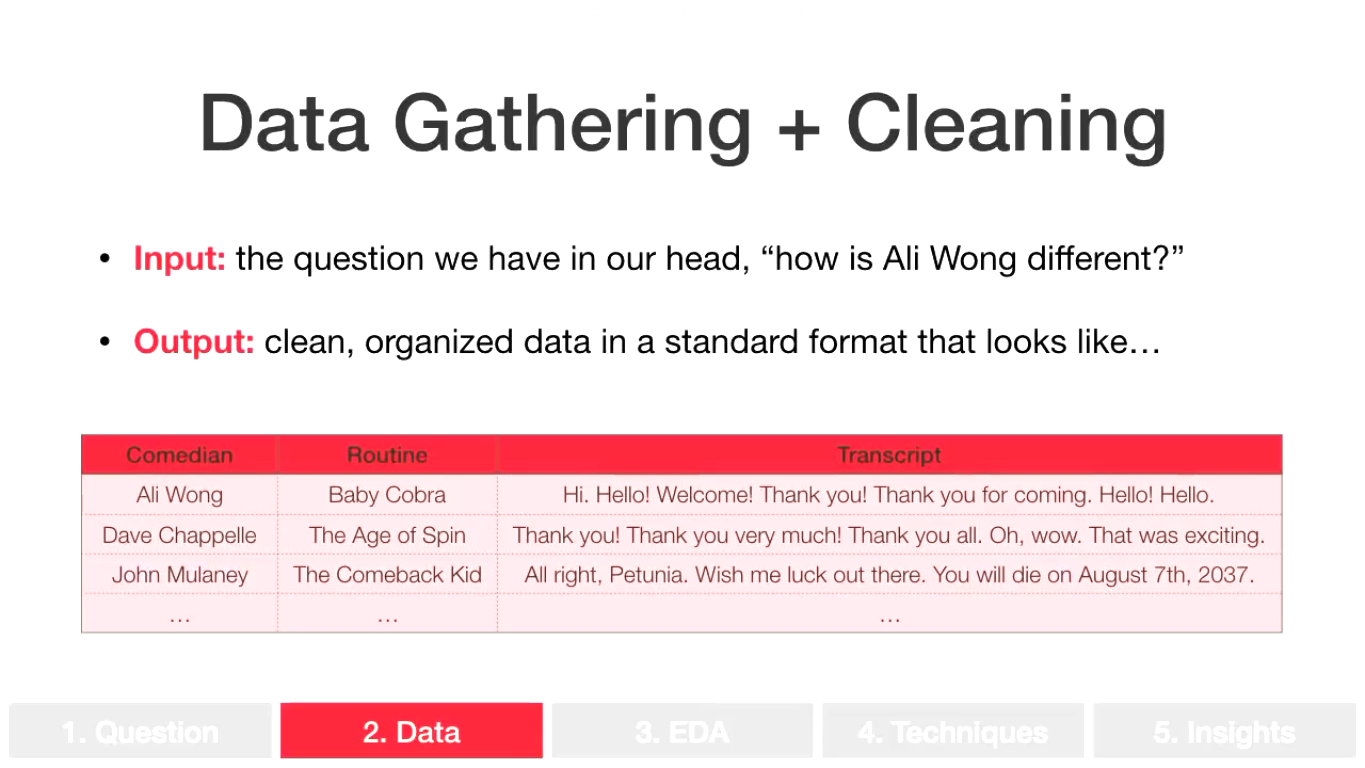 Data Gathering + Cleaning
• Input: the question we have in our head, “how is Ali Wong different?”
• Output: clean, organized data in a standard format that looks like…
Comedian Routine Transcript
Ali Wong Baby Cobra Hi. Hello! Welcome! Thank you! Thank you for coming. Hello! Hello.
Dave Chappelle The Age of Spin Thank you! Thank you very much! Thank you all. Oh, wow. That was exciting.
John Mulaney The Comeback Kid All right, Petunia. Wish me luck out there. You will die on August 7th, 2037.
… … …
1. Question 2. Data 3. EDA 4. Techniques 5. Insights